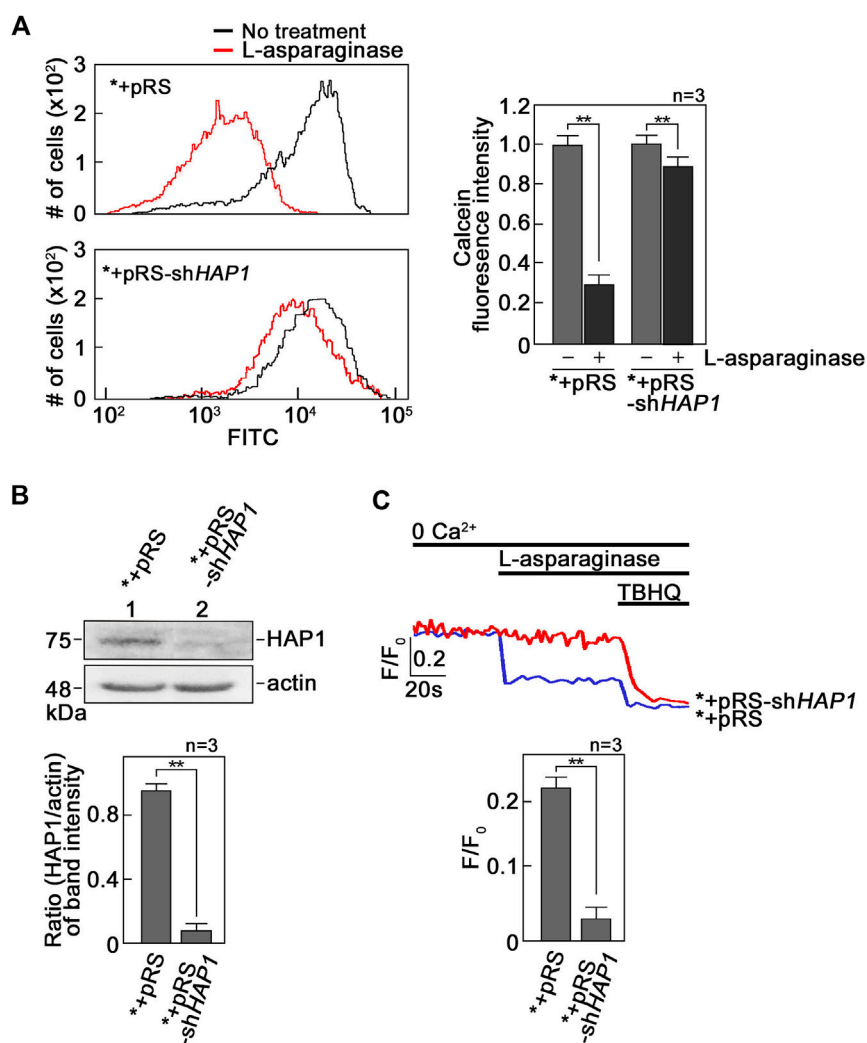 A
No treatment
L-asparaginase
*+pRS
# of cells (x10²)
3
2
1
0
*+pRS-shHAP1
# of cells (x10²)
3
2
1
0
10² 10³ 10⁴ 10⁵
FITC
n=3
Calcein
fluoresence intensity
1.2
1.0
0.8
0.6
0.4
0.2
0
** **
− + − + L-asparaginase
*+pRS *+pRS
-shHAP1
B
*+pRS *+pRS
-shHAP1
1 2
75 HAP1
48 actin
kDa
n=3
Ratio (HAP1/actin)
of band intensity
0.8
0.4
0
**
*+pRS *+pRS
-shHAP1
C
0 Ca²⁺
L-asparaginase
TBHQ
F/F₀
0.2
20s
*+pRS-shHAP1
*+pRS
n=3
F/F₀
0.2
0.1
0
**
*+pRS *+pRS
-shHAP1